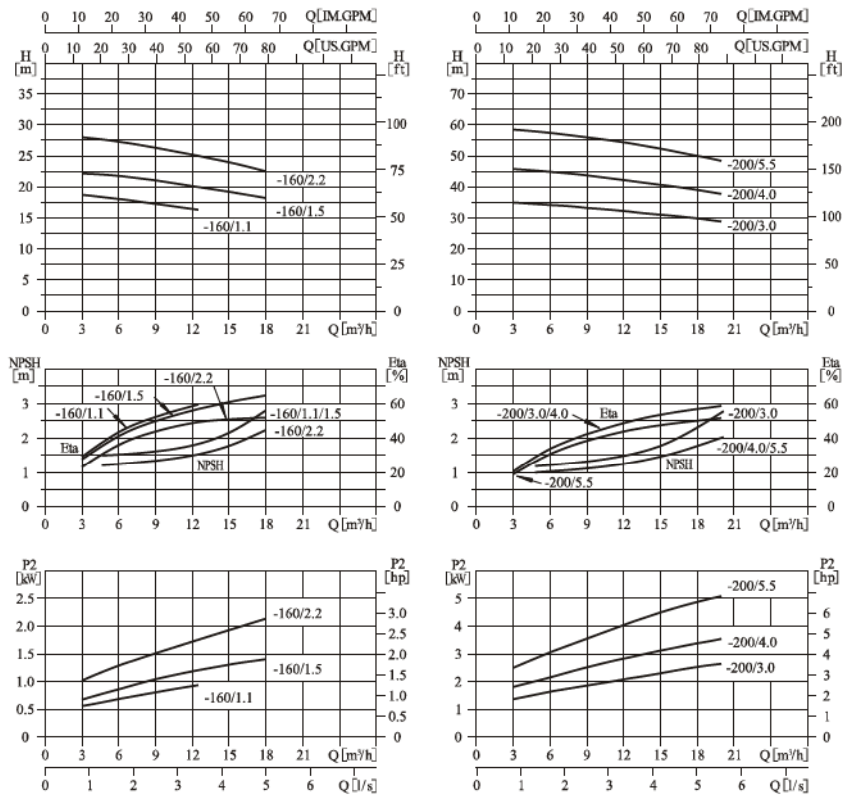 0 10 20 30 40 50 60 70 Q[IM.GPM]
0 10 20 30 40 50 60 70 80 Q[US.GPM]
H
[m]
H
[ft]
35
30
25
20
15
10
5
0
100
75
50
25
0
-160/2.2
-160/1.5
-160/1.1
0 3 6 9 12 15 18 21 Q[m³/h]
0 10 20 30 40 50 60 70 Q[IM.GPM]
0 10 20 30 40 50 60 70 80 Q[US.GPM]
H
[m]
H
[ft]
70
60
50
40
30
20
10
0
200
150
100
50
0
-200/5.5
-200/4.0
-200/3.0
0 3 6 9 12 15 18 21 Q[m³/h]
NPSH
[m]
Eta
[%]
3
2
1
0
60
40
20
0
-160/2.2
-160/1.5
-160/1.1
-160/1.1/1.5
-160/2.2
Eta
NPSH
0 3 6 9 12 15 18 21 Q[m³/h]
NPSH
[m]
Eta
[%]
3
2
1
0
60
40
20
0
-200/3.0/4.0
Eta
-200/3.0
-200/4.0/5.5
NPSH
-200/5.5
0 3 6 9 12 15 18 21 Q[m³/h]
P2
[kW]
P2
[hp]
2.5
2.0
1.5
1.0
0.5
0
3.0
2.5
2.0
1.5
1.0
0.5
0
-160/2.2
-160/1.5
-160/1.1
0 3 6 9 12 15 18 21 Q[m³/h]
0 1 2 3 4 5 6 Q[l/s]
P2
[kW]
P2
[hp]
5
4
3
2
1
0
6
5
4
3
2
1
0
-200/5.5
-200/4.0
-200/3.0
0 3 6 9 12 15 18 21 Q[m³/h]
0 1 2 3 4 5 6 Q[l/s]